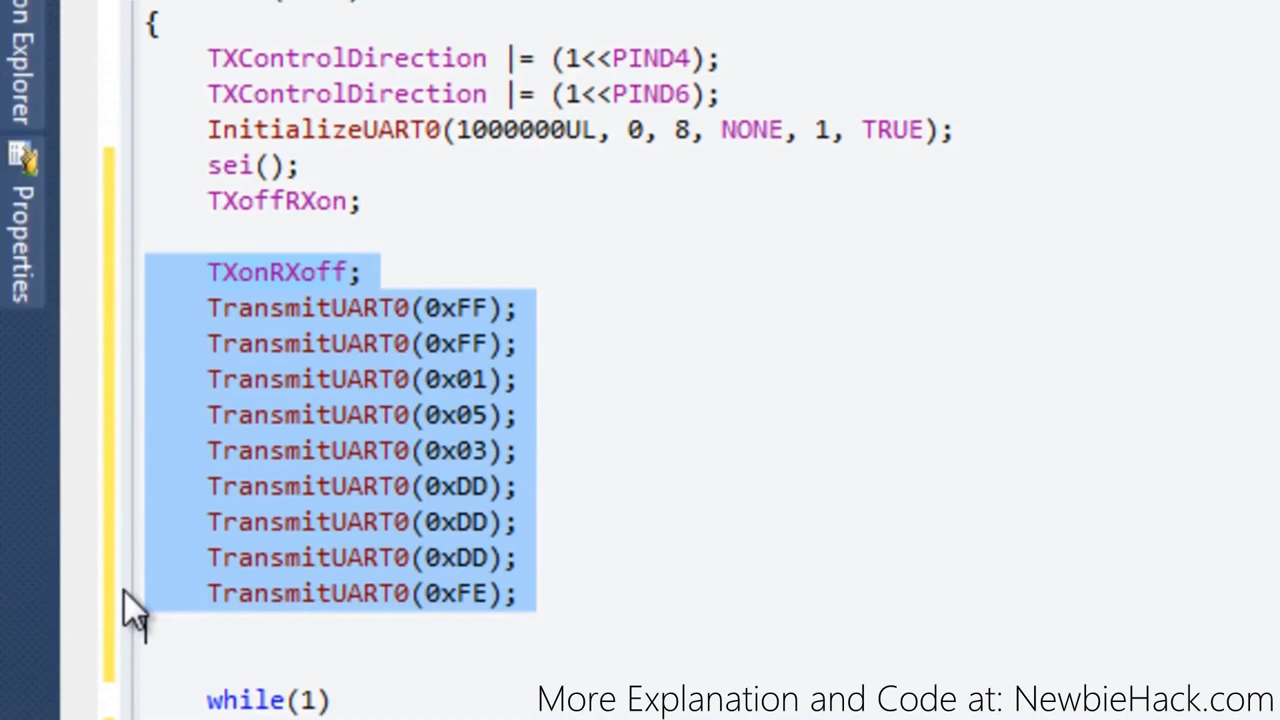 on Explorer
Properties
{
TXControlDirection |= (1<<PIND4);
TXControlDirection |= (1<<PIND6);
InitializeUART0(1000000UL, 0, 8, NONE, 1, TRUE);
sei();
TXoffRXon;
TXonRXoff;
TransmitUART0(0xFF);
TransmitUART0(0xFF);
TransmitUART0(0x01);
TransmitUART0(0x05);
TransmitUART0(0x03);
TransmitUART0(0xDD);
TransmitUART0(0xDD);
TransmitUART0(0xDD);
TransmitUART0(0xFE);
while(1)
More Explanation and Code at: NewbieHack.com